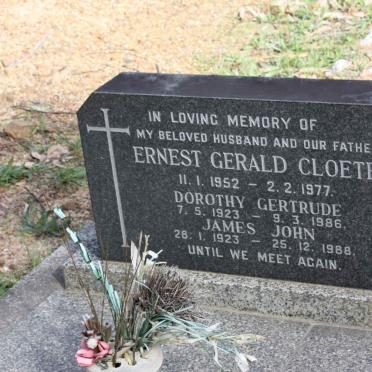 IN LOVING MEMORY OF
MY BELOVED HUSBAND AND OUR FATHE
ERNEST GERALD CLOETE
11. 1. 1952 - 2. 2. 1977.
DOROTHY GERTRUDE
7. 5. 1923 - 9. 3. 1986.
JAMES JOHN
28. 1. 1923 - 25. 12. 1988.
UNTIL WE MEET AGAIN.